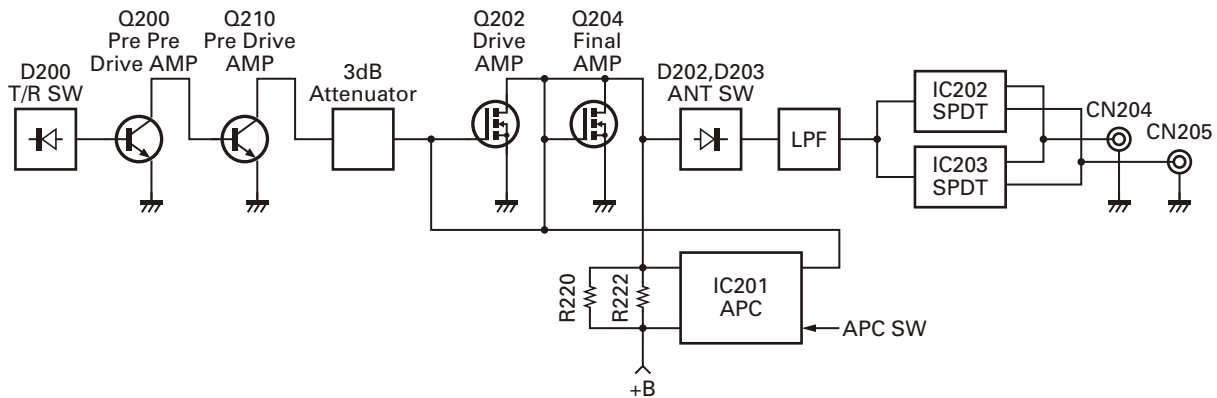 Q200
Pre Pre
Drive AMP
Q210
Pre Drive
AMP
Q202
Drive
AMP
Q204
Final
AMP
D200
T/R SW
3dB
Attenuator
D202,D203
ANT SW
LPF
IC202
SPDT
IC203
SPDT
CN204
CN205
R220
R222
IC201
APC
APC SW
+B